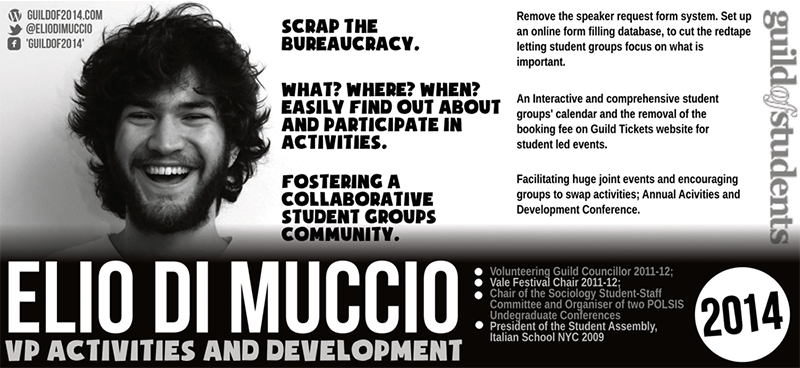 GUILDOF2014.COM
@ELIODIMUCCIO
'GUILDOF2014'
SCRAP THE
BUREAUCRACY.
Remove the speaker request form system. Set up
an online form filling database, to cut the redtape
letting student groups focus on what is
important.
WHAT? WHERE? WHEN?
EASILY FIND OUT ABOUT
AND PARTICIPATE IN
ACTIVITIES.
An Interactive and comprehensive student
groups' calendar and the removal of the
booking fee on Guild Tickets website for
student led events.
FOSTERING A
COLLABORATIVE
STUDENT GROUPS
COMMUNITY.
Facilitating huge joint events and encouraging
groups to swap activities; Annual Acivities and
Development Conference.
guildofstudents
ELIO DI MUCCIO
VP ACTIVITIES AND DEVELOPMENT
Volunteering Guild Councillor 2011-12;
Vale Festival Chair 2011-12;
Chair of the Sociology Student-Staff
Committee and Organiser of two POLSIS
Undegraduate Conferences
President of the Student Assembly,
Italian School NYC 2009
2014